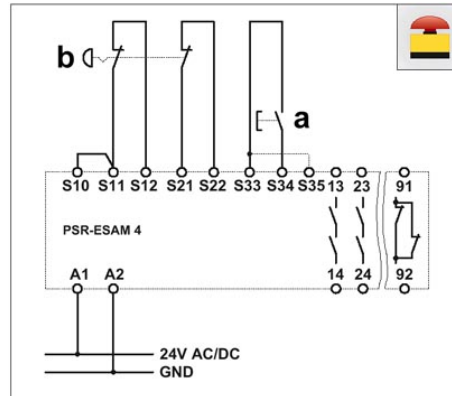 b
a
S10 S11 S12 S21 S22 S33 S34 S35 13 23 91
PSR-ESAM 4
14 24 92
A1 A2
24V AC/DC
GND